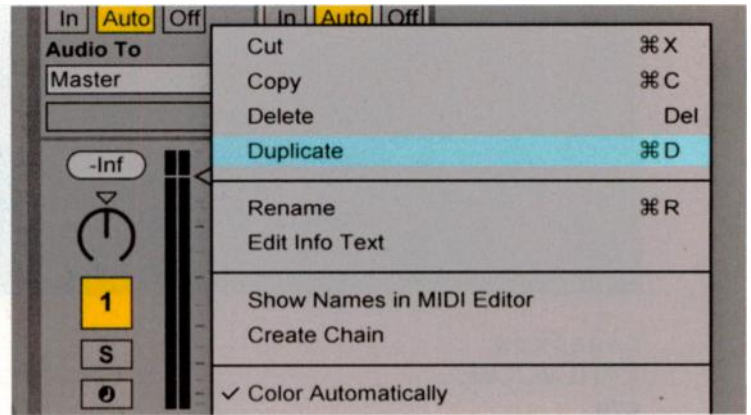 In Auto Off In Auto Off
Audio To
Master
-Inf
1
S
Cut ⌘X
Copy ⌘C
Delete Del
Duplicate ⌘D
Rename ⌘R
Edit Info Text
Show Names in MIDI Editor
Create Chain
✓ Color Automatically